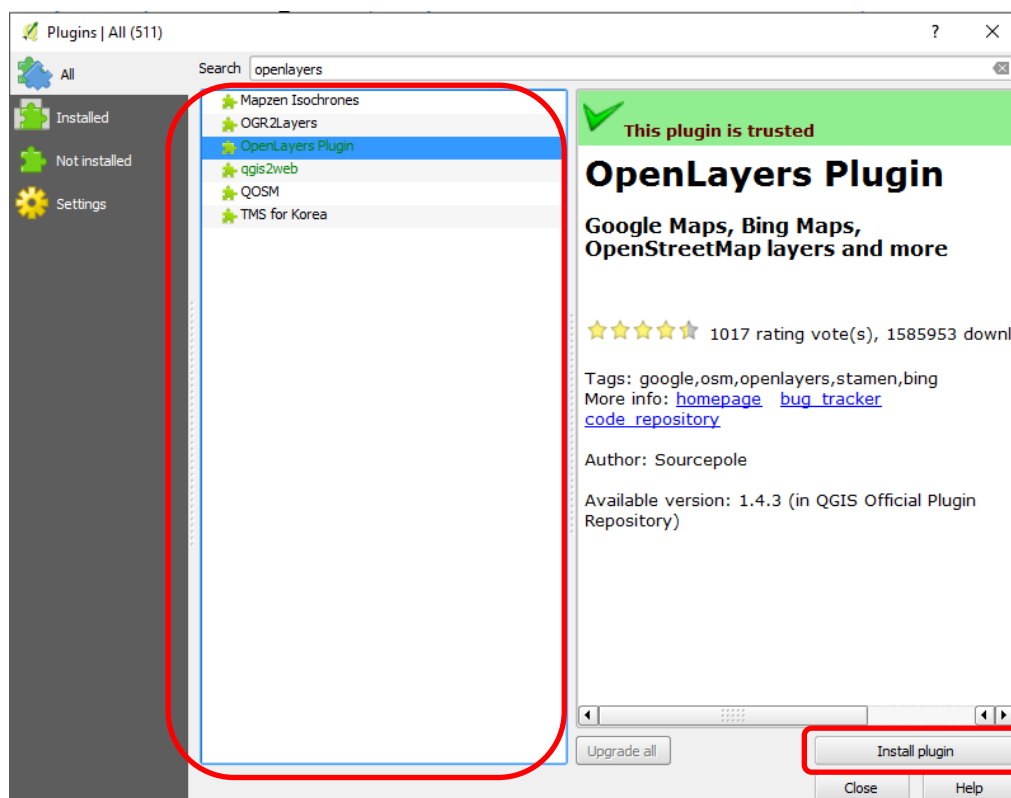 Plugins | All (511)
?
All
Installed
Not installed
Settings
Search openlayers
Mapzen Isochrones
OGR2Layers
OpenLayers Plugin
qgis2web
QOSM
TMS for Korea
This plugin is trusted
OpenLayers Plugin
Google Maps, Bing Maps,
OpenStreetMap layers and more
1017 rating vote(s), 1585953 downl
Tags: google,osm,openlayers,stamen,bing
More info: homepage bug tracker
code repository
Author: Sourcepole
Available version: 1.4.3 (in QGIS Official Plugin
Repository)
Upgrade all
Install plugin
Close
Help